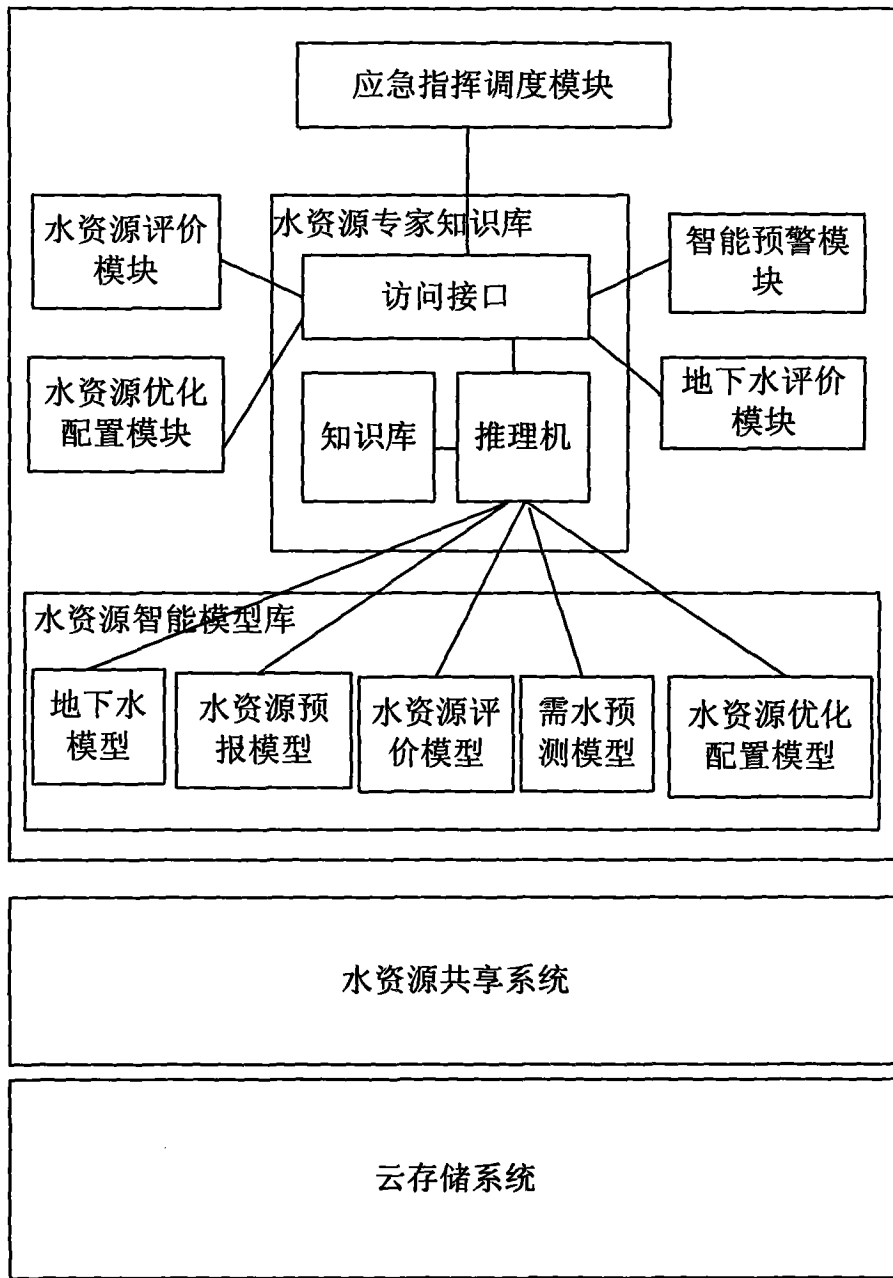 应急指挥调度模块
水资源评价
模块
水资源专家知识库
智能预警模
块
访问接口
水资源优化
配置模块
地下水评价
模块
知识库
推理机
水资源智能模型库
地下水
模型
水资源预
报模型
水资源评
价模型
需水预
测模型
水资源优化
配置模型
水资源共享系统
云存储系统